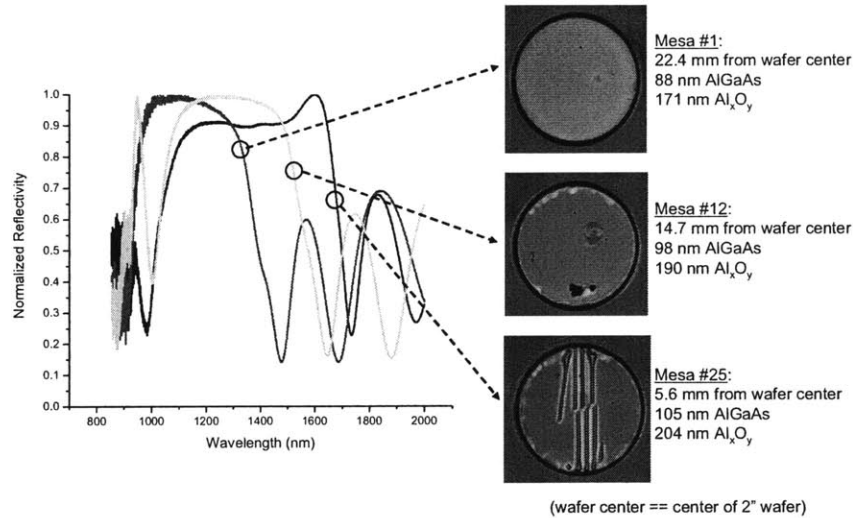 Mesa #1:
22.4 mm from wafer center
88 nm AlGaAs
171 nm AlxOy
1.0
0.9
0.8
0.7
0.6
0.5
0.4
0.3
0.2
0.1
0.0
Normalized Reflectivity
800 1000 1200 1400 1600 1800 2000
Wavelength (nm)
Mesa #12:
14.7 mm from wafer center
98 nm AlGaAs
190 nm AlxOy
Mesa #25:
5.6 mm from wafer center
105 nm AlGaAs
204 nm AlxOy
(wafer center == center of 2" wafer)